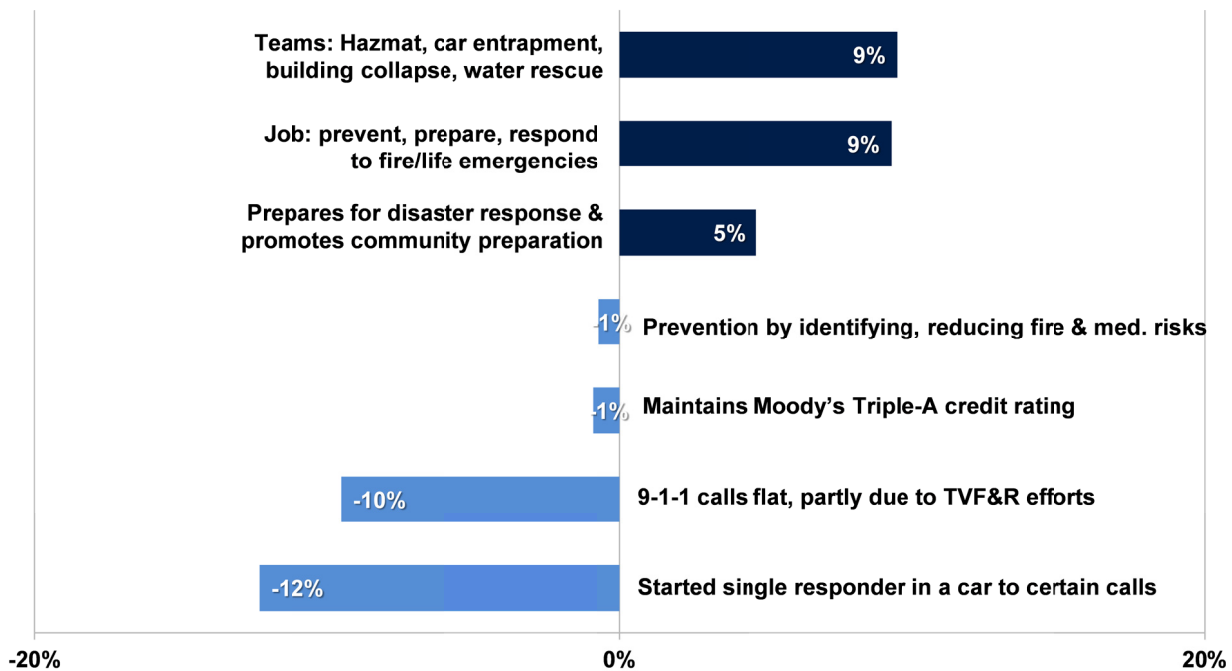 Teams: Hazmat, car entrapment,
building collapse, water rescue
9%
Job: prevent, prepare, respond
to fire/life emergencies
9%
Prepares for disaster response &
promotes community preparation
5%
-1%
Prevention by identifying, reducing fire & med. risks
-1%
Maintains Moody's Triple-A credit rating
-10%
9-1-1 calls flat, partly due to TVF&R efforts
-12%
Started single responder in a car to certain calls
-20%
0%
20%